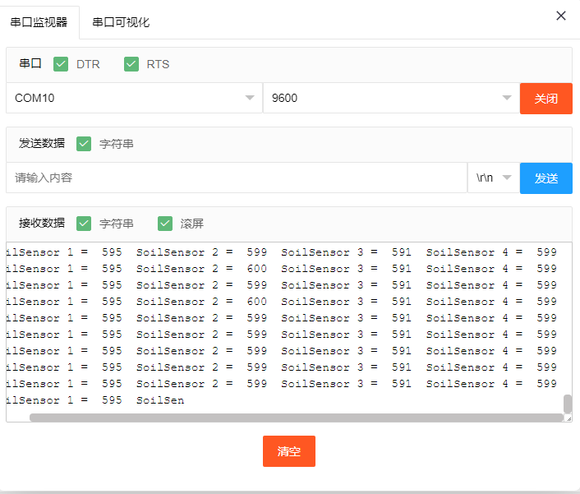 串口监视器 串口可视化
串口 DTR RTS
COM10 9600 关闭
发送数据 字符串
请输入内容 \r\n 发送
接收数据 字符串 滚屏
ilSensor 1 = 595 SoilSensor 2 = 599 SoilSensor 3 = 591 SoilSensor 4 = 599
ilSensor 1 = 595 SoilSensor 2 = 600 SoilSensor 3 = 591 SoilSensor 4 = 599
ilSensor 1 = 595 SoilSensor 2 = 599 SoilSensor 3 = 591 SoilSensor 4 = 599
ilSensor 1 = 595 SoilSensor 2 = 600 SoilSensor 3 = 591 SoilSensor 4 = 599
ilSensor 1 = 595 SoilSensor 2 = 599 SoilSensor 3 = 591 SoilSensor 4 = 599
ilSensor 1 = 595 SoilSensor 2 = 599 SoilSensor 3 = 591 SoilSensor 4 = 599
ilSensor 1 = 595 SoilSensor 2 = 599 SoilSensor 3 = 591 SoilSensor 4 = 599
ilSensor 1 = 595 SoilSensor 2 = 599 SoilSensor 3 = 591 SoilSensor 4 = 599
ilSensor 1 = 595 SoilSensor 2 = 599 SoilSensor 3 = 591 SoilSensor 4 = 599
ilSensor 1 = 595 SoilSen
清空